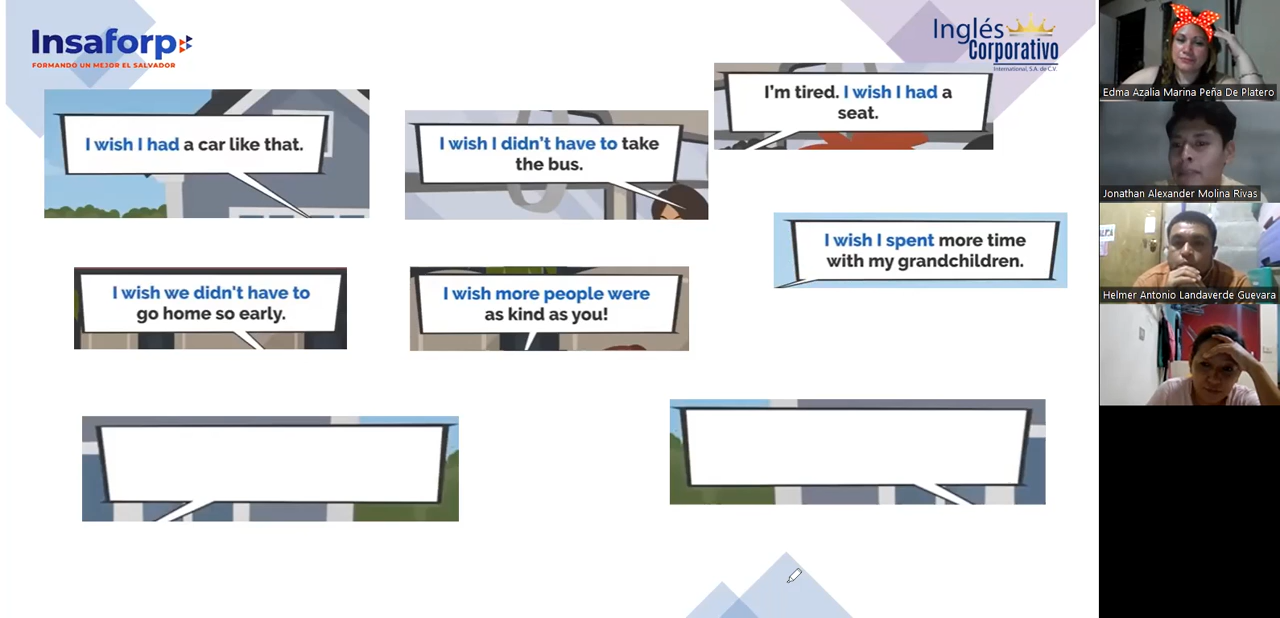 Insaforp
FORMANDO UN MEJOR EL SALVADOR
Inglés
Corporativo
International, S.A. de C.V.
I wish I had a car like that.
I wish I didn't have to take
the bus.
I'm tired. I wish I had a
seat.
I wish I spent more time
with my grandchildren.
I wish we didn't have to
go home so early.
I wish more people were
as kind as you!
Edma Azalia Marina Peña De Platero
Jonathan Alexander Molina Rivas
Helmer Antonio Landaverde Guevara